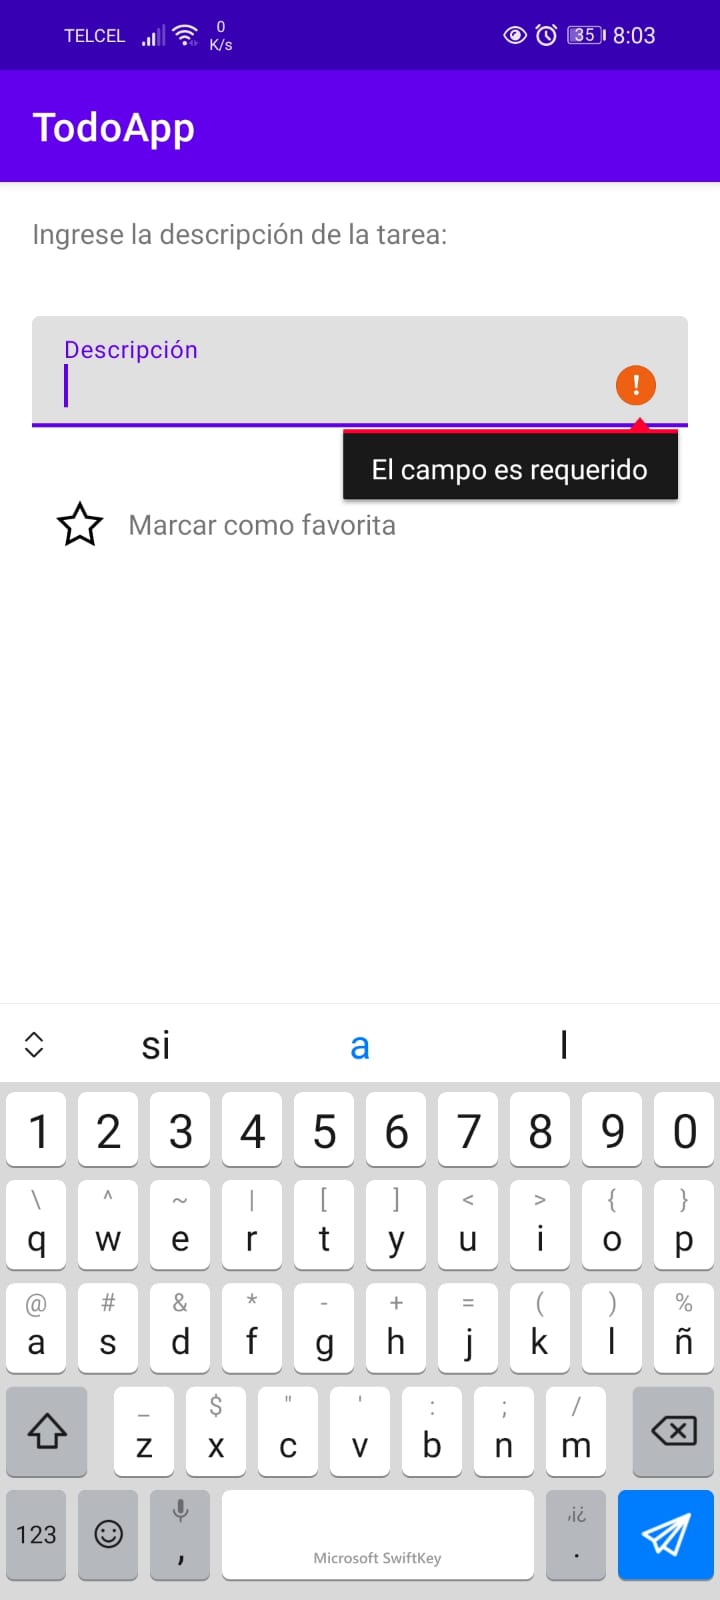 TELCEL 0 K/s 35 8:03
TodoApp
Ingrese la descripción de la tarea:
Descripción
!
El campo es requerido
Marcar como favorita
si a l
1 2 3 4 5 6 7 8 9 0
\ ^ ~ | [ ] < > { }
q w e r t y u i o p
@ # & * - + = ( ) %
a s d f g h j k l ñ
_ $ " ' : ; /
z x c v b n m
,¡¿
123 , Microsoft SwiftKey .